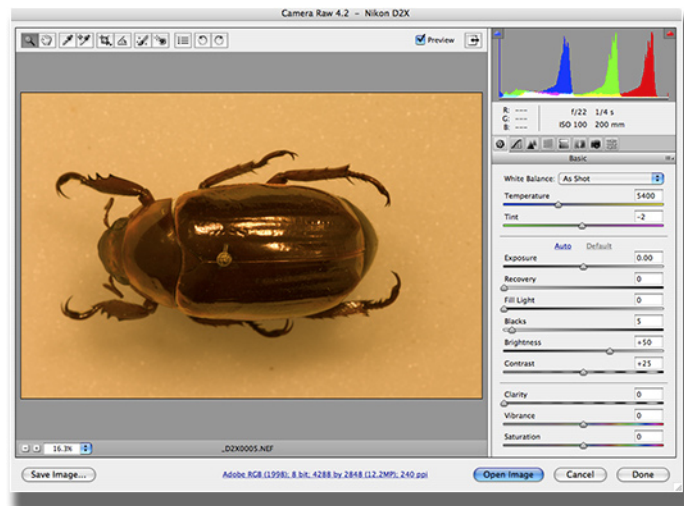 Camera Raw 4.2 – Nikon D2X
Preview
R: ---
G: ---
B: ---
f/22 1/4 s
ISO 100 200 mm
Basic
White Balance: As Shot
Temperature 5400
Tint -2
Auto Default
Exposure 0.00
Recovery 0
Fill Light 0
Blacks 5
Brightness +50
Contrast +25
Clarity 0
Vibrance 0
Saturation 0
16.3% _D2X0005.NEF
Save Image... Adobe RGB (1998); 8 bit; 4288 by 2848 (12.2MP); 240 ppi Open Image Cancel Done